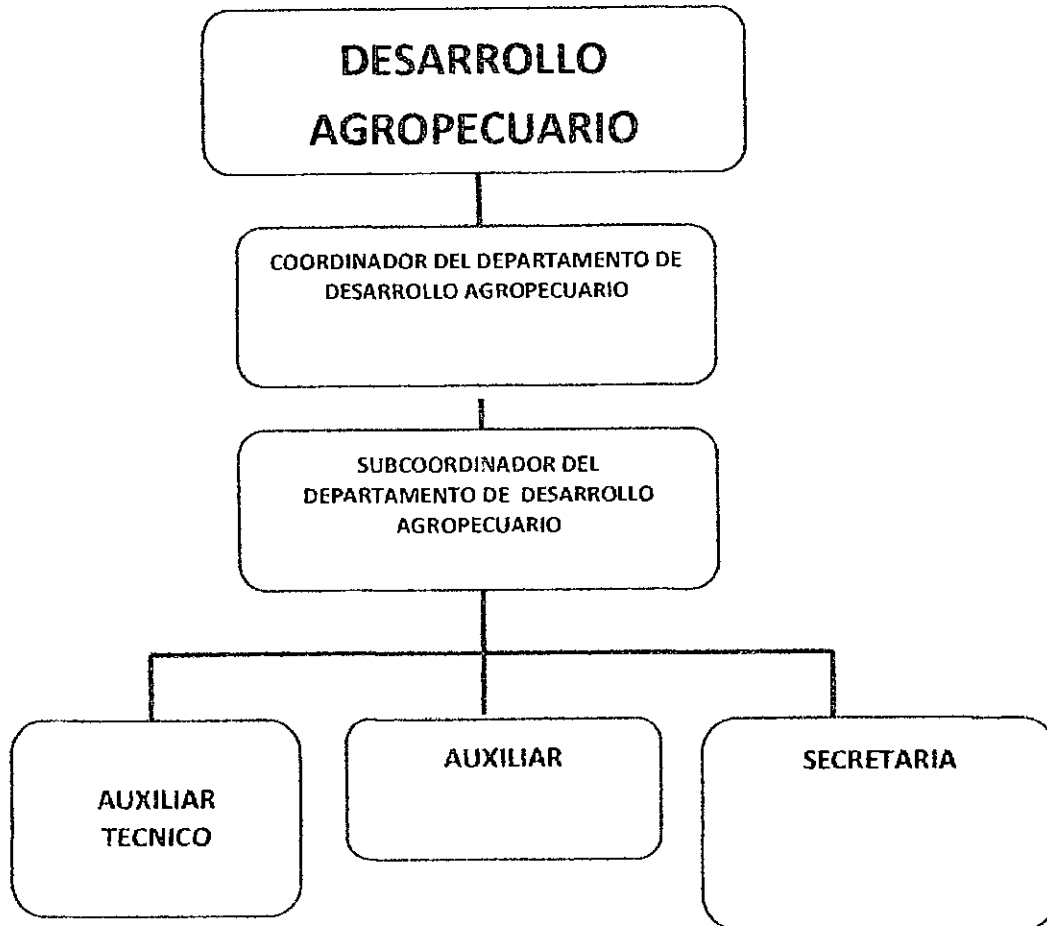 DESARROLLO
AGROPECUARIO
COORDINADOR DEL DEPARTAMENTO DE
DESARROLLO AGROPECUARIO
SUBCOORDINADOR DEL
DEPARTAMENTO DE DESARROLLO
AGROPECUARIO
AUXILIAR
TECNICO
AUXILIAR
SECRETARIA